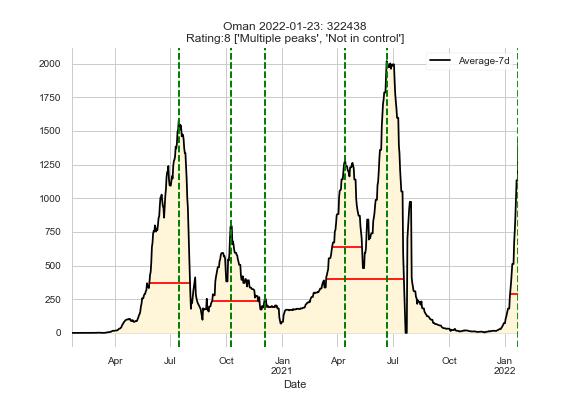 Oman 2022-01-23: 322438
Rating:8 ['Multiple peaks', 'Not in control']
Average-7d
2000
1750
1500
1250
1000
750
500
250
0
Apr Jul Oct Jan Apr Jul Oct Jan
2021 2022
Date